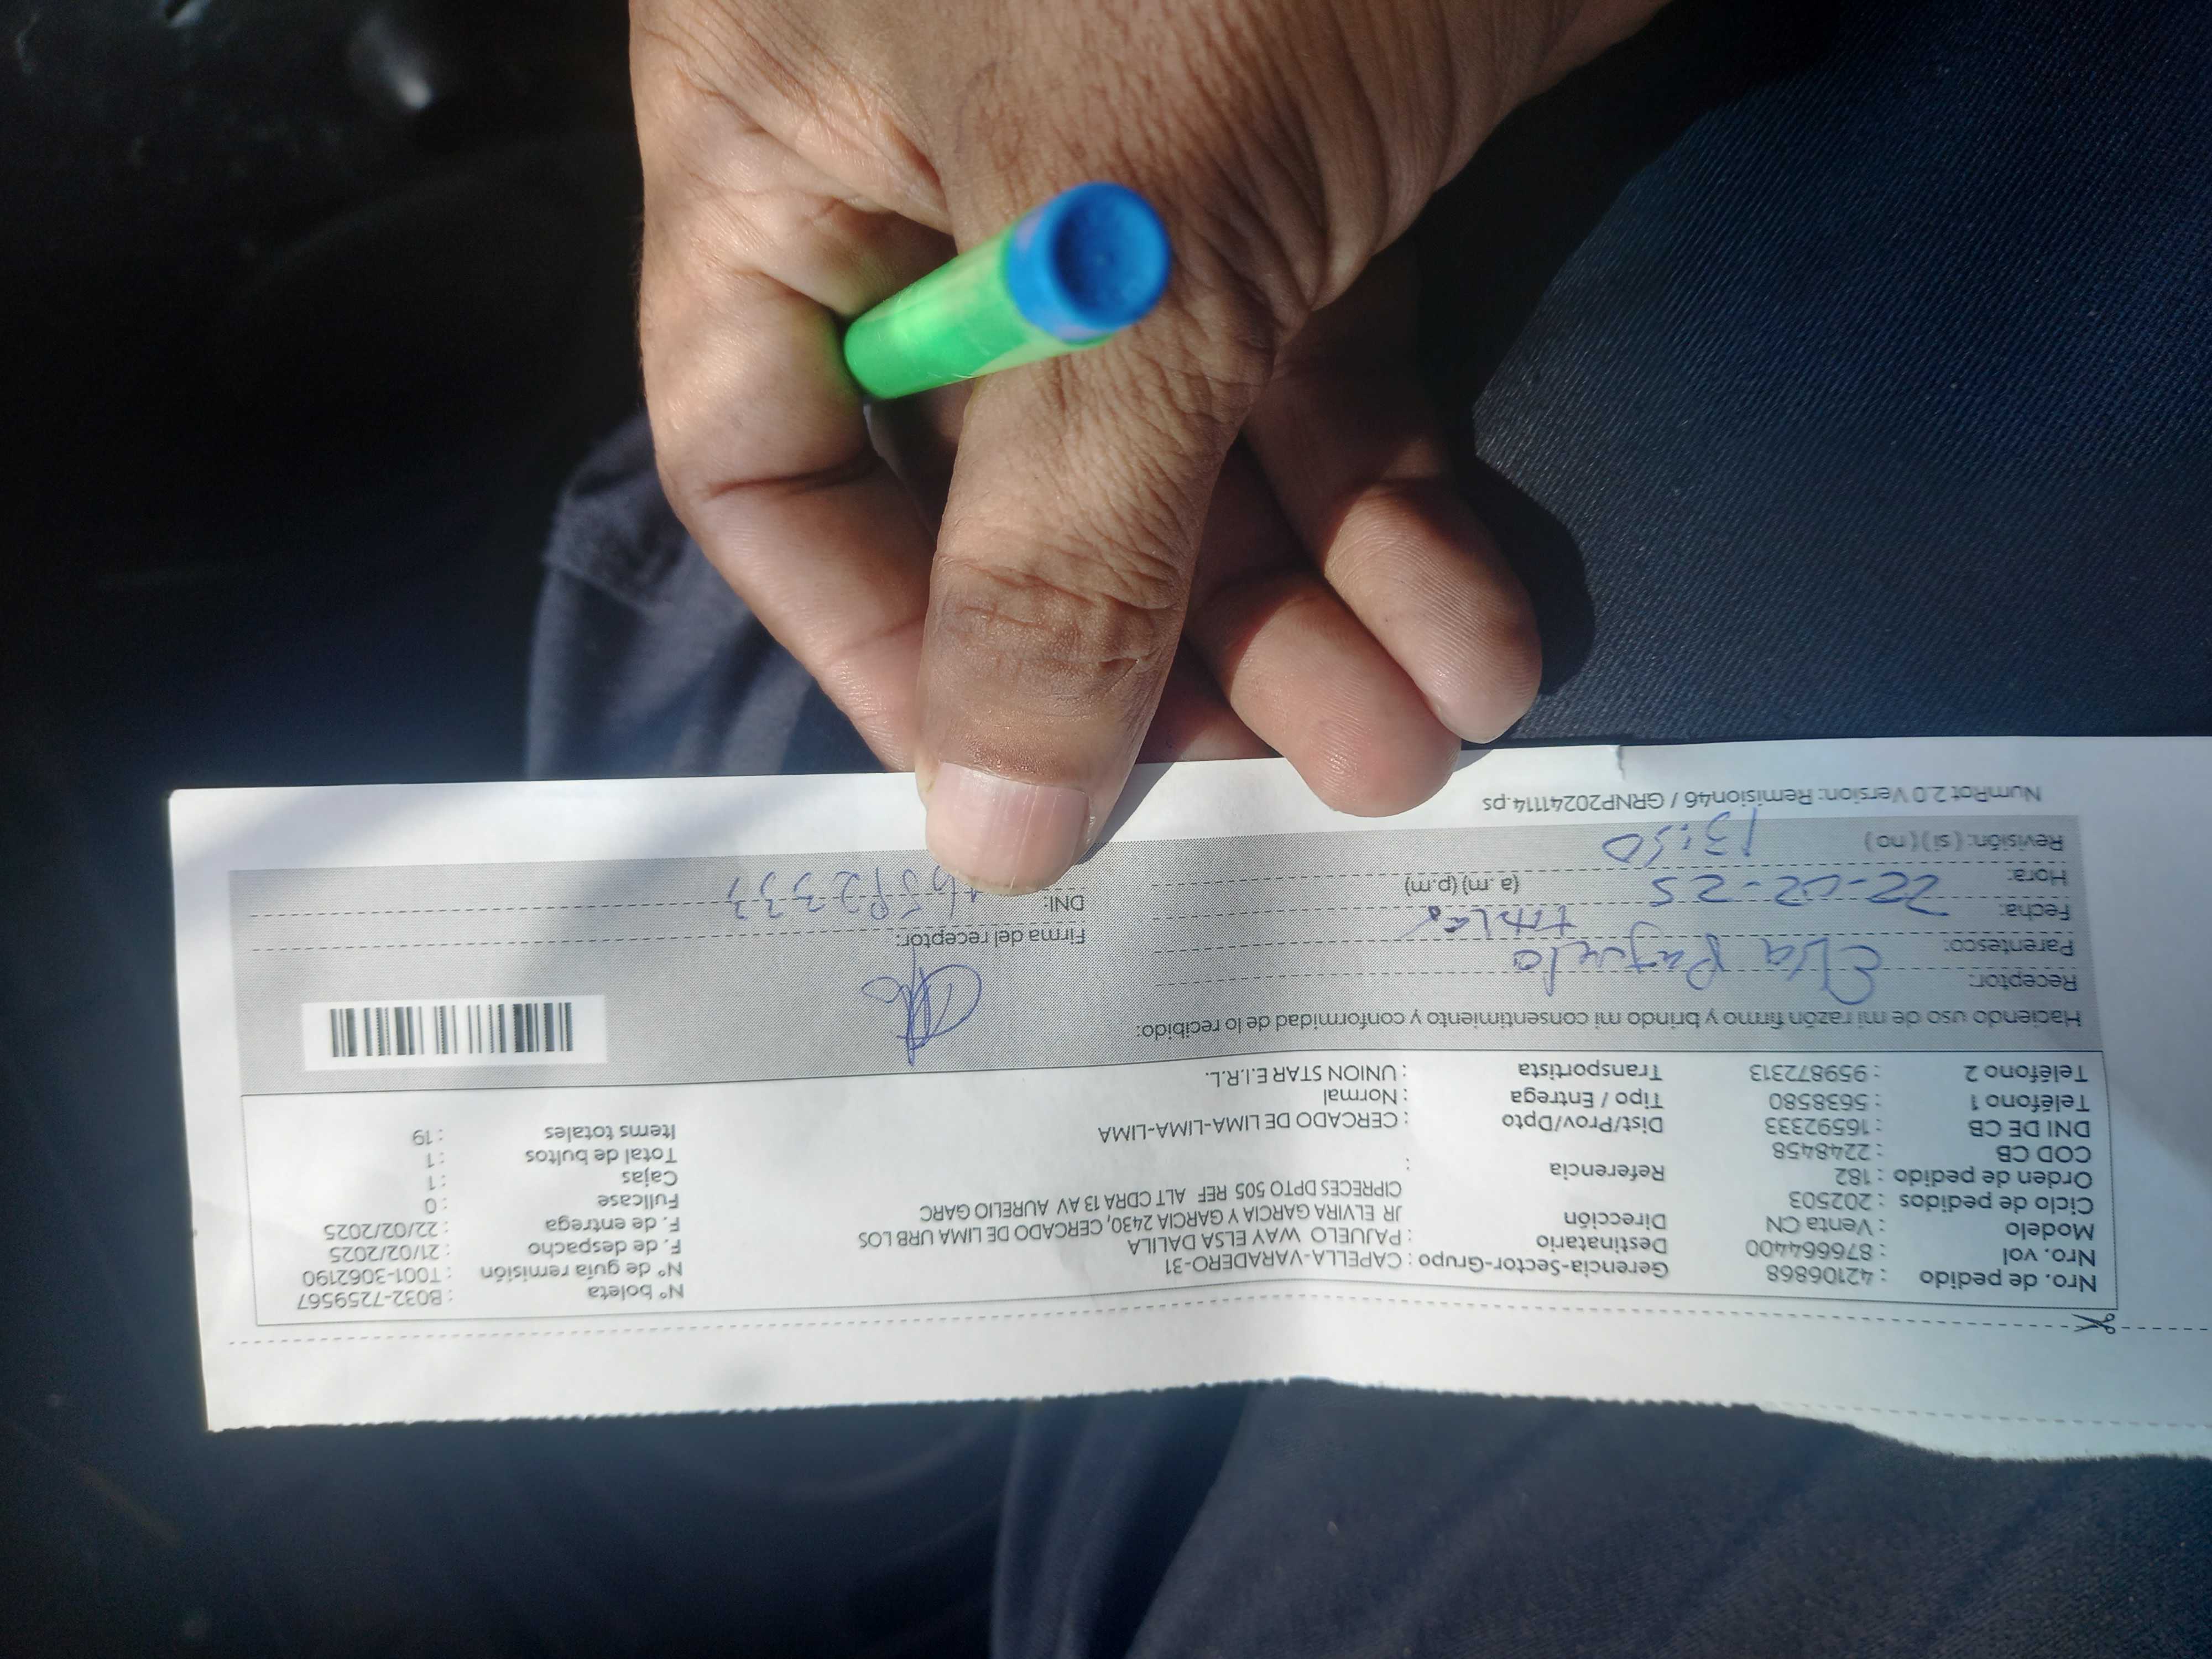 Nro. de pedido : 42106868 Gerencia-Sector-Grupo : CAPELLA-VARADERO-31 N° boleta : B032-7259567
Nro. vol : 876664400 Destinatario : PAJUELO WAY ELSA DALILA N° de guía remisión : T001-3062190
Modelo : Venta CN Dirección JR ELVIRA GARCIA Y GARCIA 2430, CERCADO DE LIMA URB LOS F. de despacho : 21/02/2025
Ciclo de pedidos : 202503 CIPRECES DPTO 505 REF ALT CDRA 13 AV AURELIO GARC F. de entrega : 22/02/2025
Orden de pedido : 182 Referencia : Fullcase : 0
COD CB : 2248458 Cajas : 1
DNI DE CB : 16592333 Dist/Prov/Dpto : CERCADO DE LIMA-LIMA-LIMA Total de bultos : 1
Teléfono 1 : 5638580 Tipo / Entrega : Normal Items totales : 19
Teléfono 2 : 959872313 Transportista : UNION STAR E.I.R.L.
Haciendo uso de mi razón firmo y brindo mi consentimiento y conformidad de lo recibido:
Receptor: Elsa Pajuelo
Parentesco: titular Firma del receptor:
Fecha: 22-02-25 DNI: 16592333
Hora: (a. m) (p.m)
Revisión: ( si ) ( no ) 13:50
NumRot 2.0 Version: Remision46 / GRNP20241114.ps